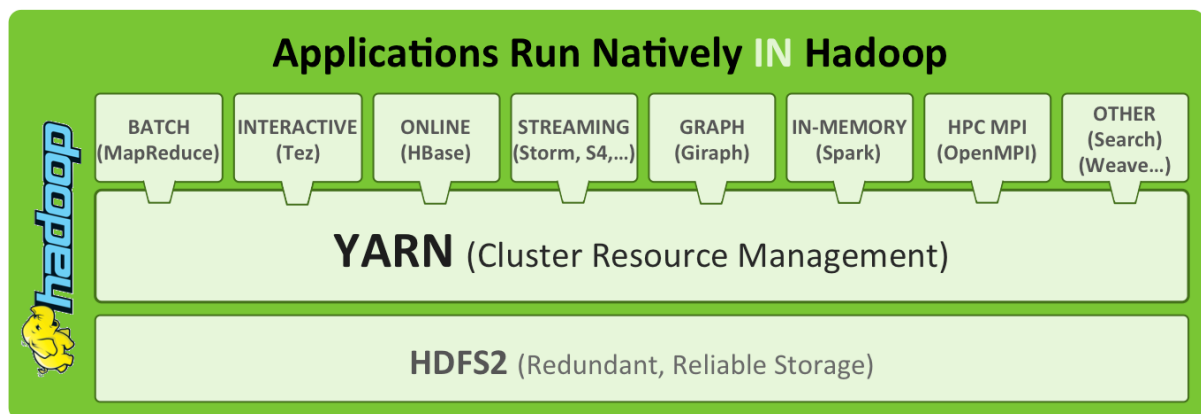 Applications Run Natively IN Hadoop
hadoop
BATCH
(MapReduce)
INTERACTIVE
(Tez)
ONLINE
(HBase)
STREAMING
(Storm, S4,...)
GRAPH
(Giraph)
IN-MEMORY
(Spark)
HPC MPI
(OpenMPI)
OTHER
(Search)
(Weave...)
YARN (Cluster Resource Management)
HDFS2 (Redundant, Reliable Storage)